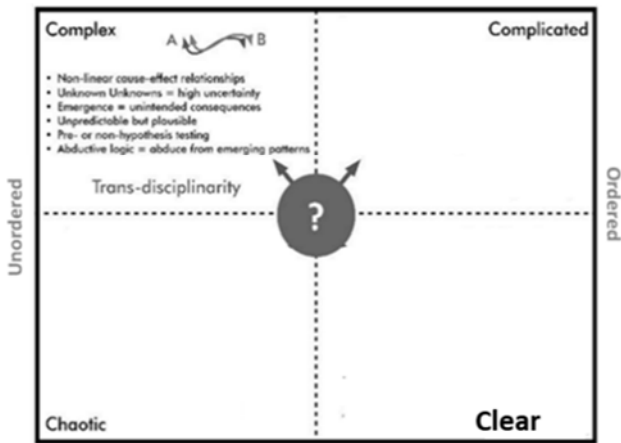 Complex
Complicated
A B
• Non-linear cause-effect relationships
• Unknown Unknowns = high uncertainty
• Emergence = unintended consequences
• Unpredictable but plausible
• Pre- or non-hypothesis testing
• Abductive logic = abduce from emerging patterns
Trans-disciplinarity
Unordered
?
Ordered
Chaotic
Clear